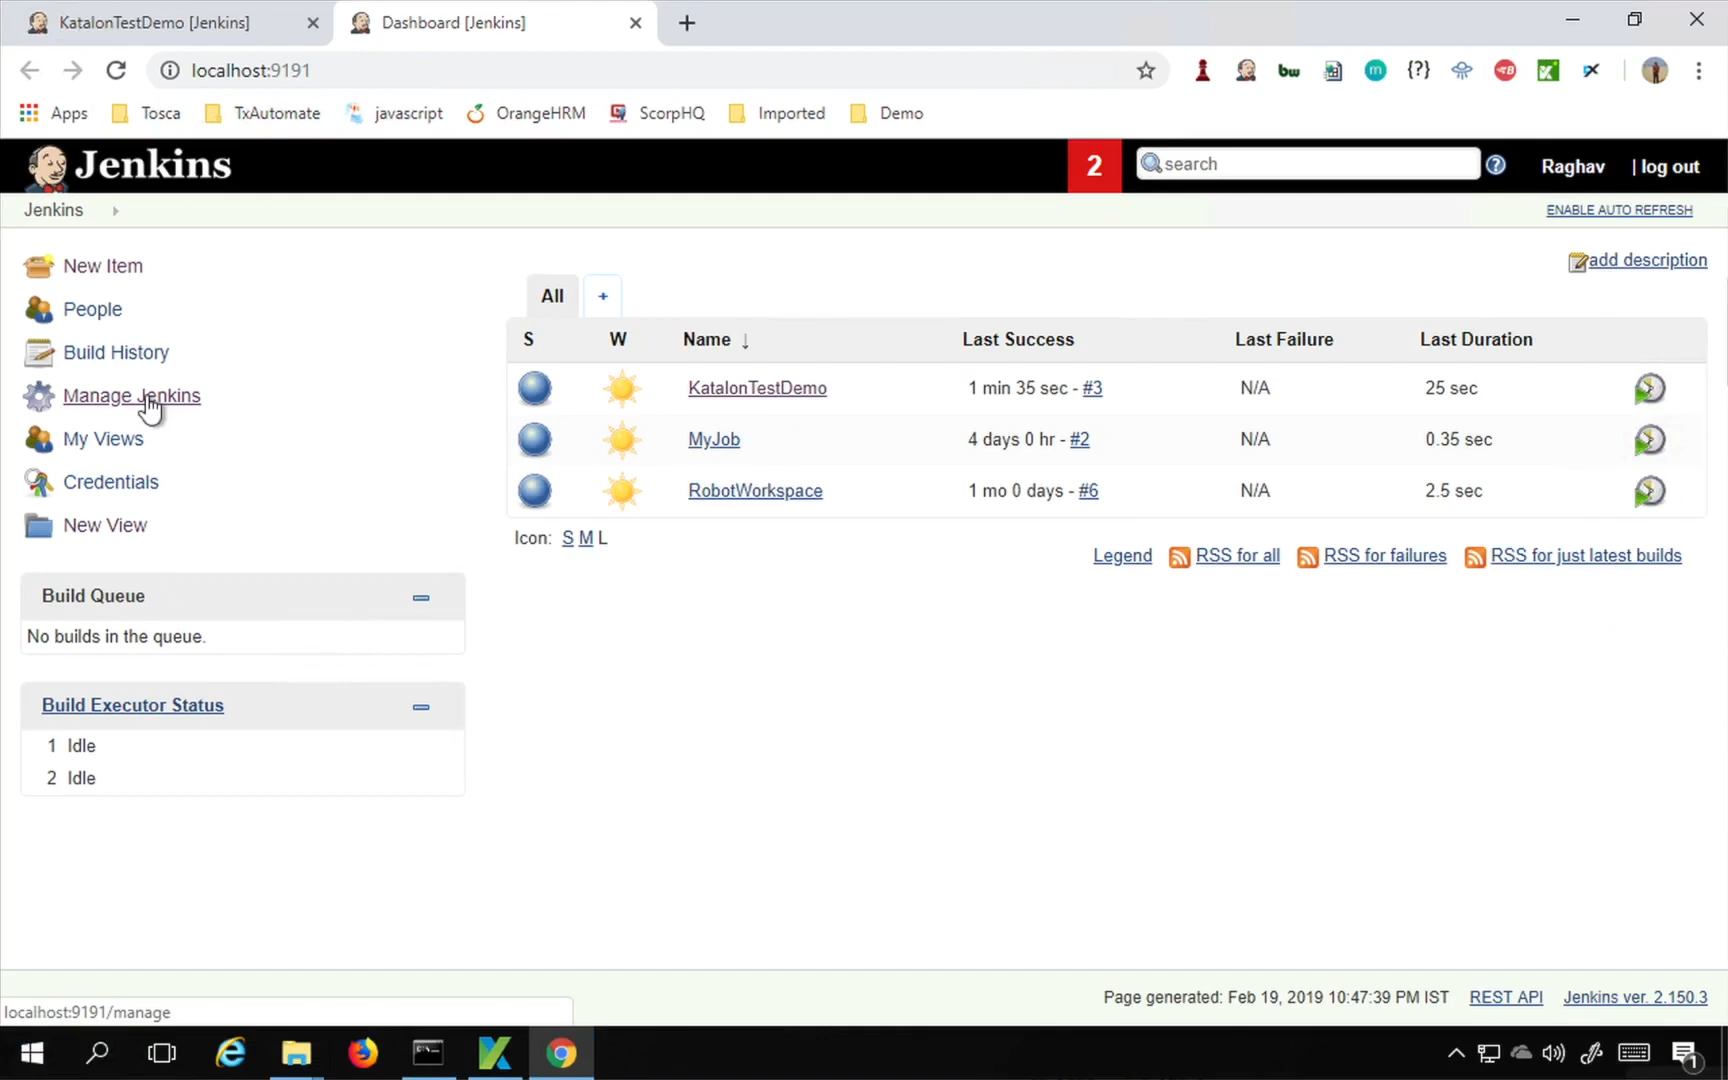 KatalonTestDemo [Jenkins]
Dashboard [Jenkins]
localhost:9191
bw
m
{?}
Apps
Tosca
TxAutomate
javascript
OrangeHRM
ScorpHQ
Imported
Demo
Jenkins
2
search
Raghav
| log out
Jenkins
ENABLE AUTO REFRESH
New Item
People
Build History
Manage Jenkins
My Views
Credentials
New View
add description
All
+
S W Name ↓ Last Success Last Failure Last Duration
KatalonTestDemo 1 min 35 sec - #3 N/A 25 sec
MyJob 4 days 0 hr - #2 N/A 0.35 sec
RobotWorkspace 1 mo 0 days - #6 N/A 2.5 sec
Icon: S M L
Legend RSS for all RSS for failures RSS for just latest builds
Build Queue
No builds in the queue.
Build Executor Status
1 Idle
2 Idle
Page generated: Feb 19, 2019 10:47:39 PM IST REST API Jenkins ver. 2.150.3
localhost:9191/manage
1